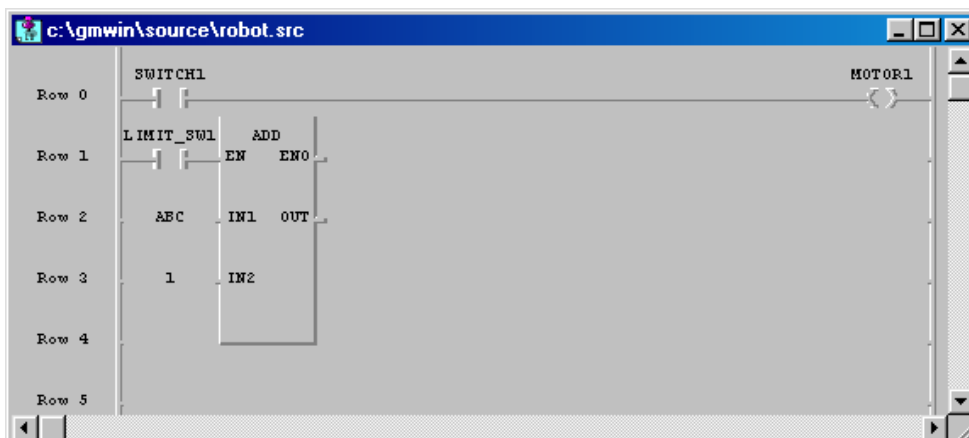 c:\gmwin\source\robot.src
SWITCH1 MOTOR1
Row 0
LIMIT_SW1 ADD
Row 1 EN ENO
Row 2 ABC IN1 OUT
Row 3 1 IN2
Row 4
Row 5